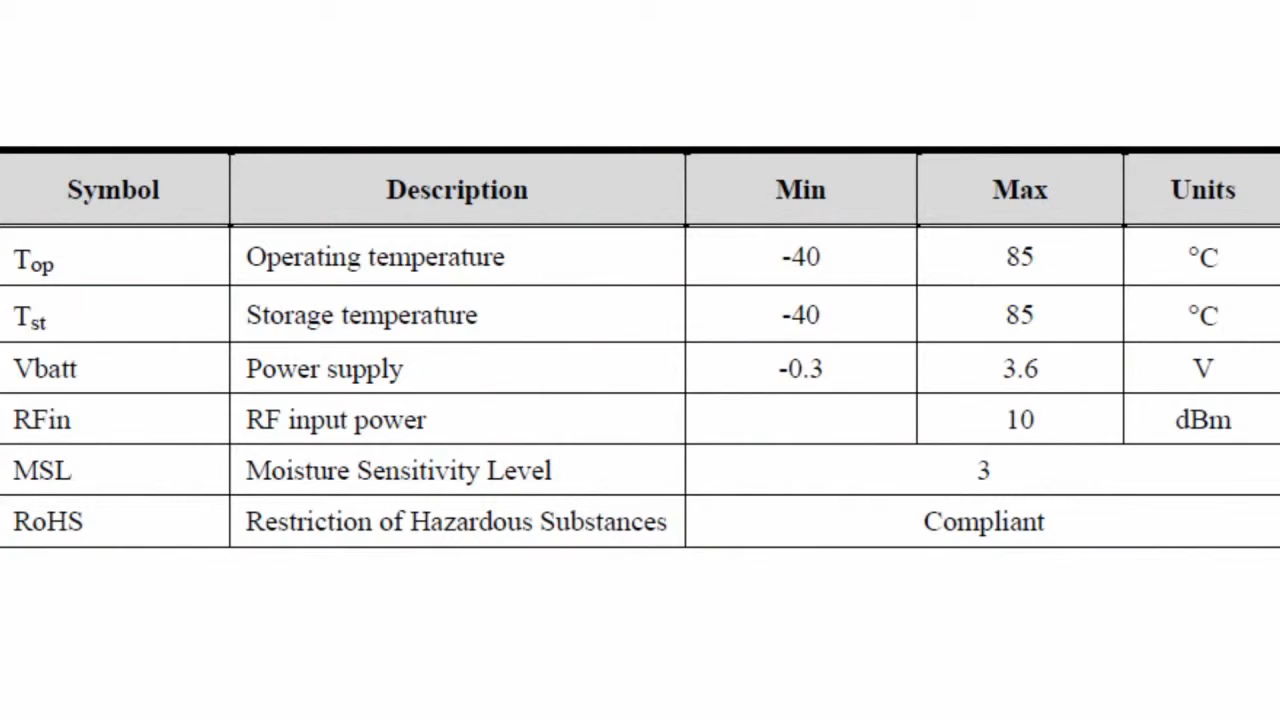 Symbol Description Min Max Units
Top Operating temperature -40 85 °C
Tst Storage temperature -40 85 °C
Vbatt Power supply -0.3 3.6 V
RFin RF input power 10 dBm
MSL Moisture Sensitivity Level 3
RoHS Restriction of Hazardous Substances Compliant